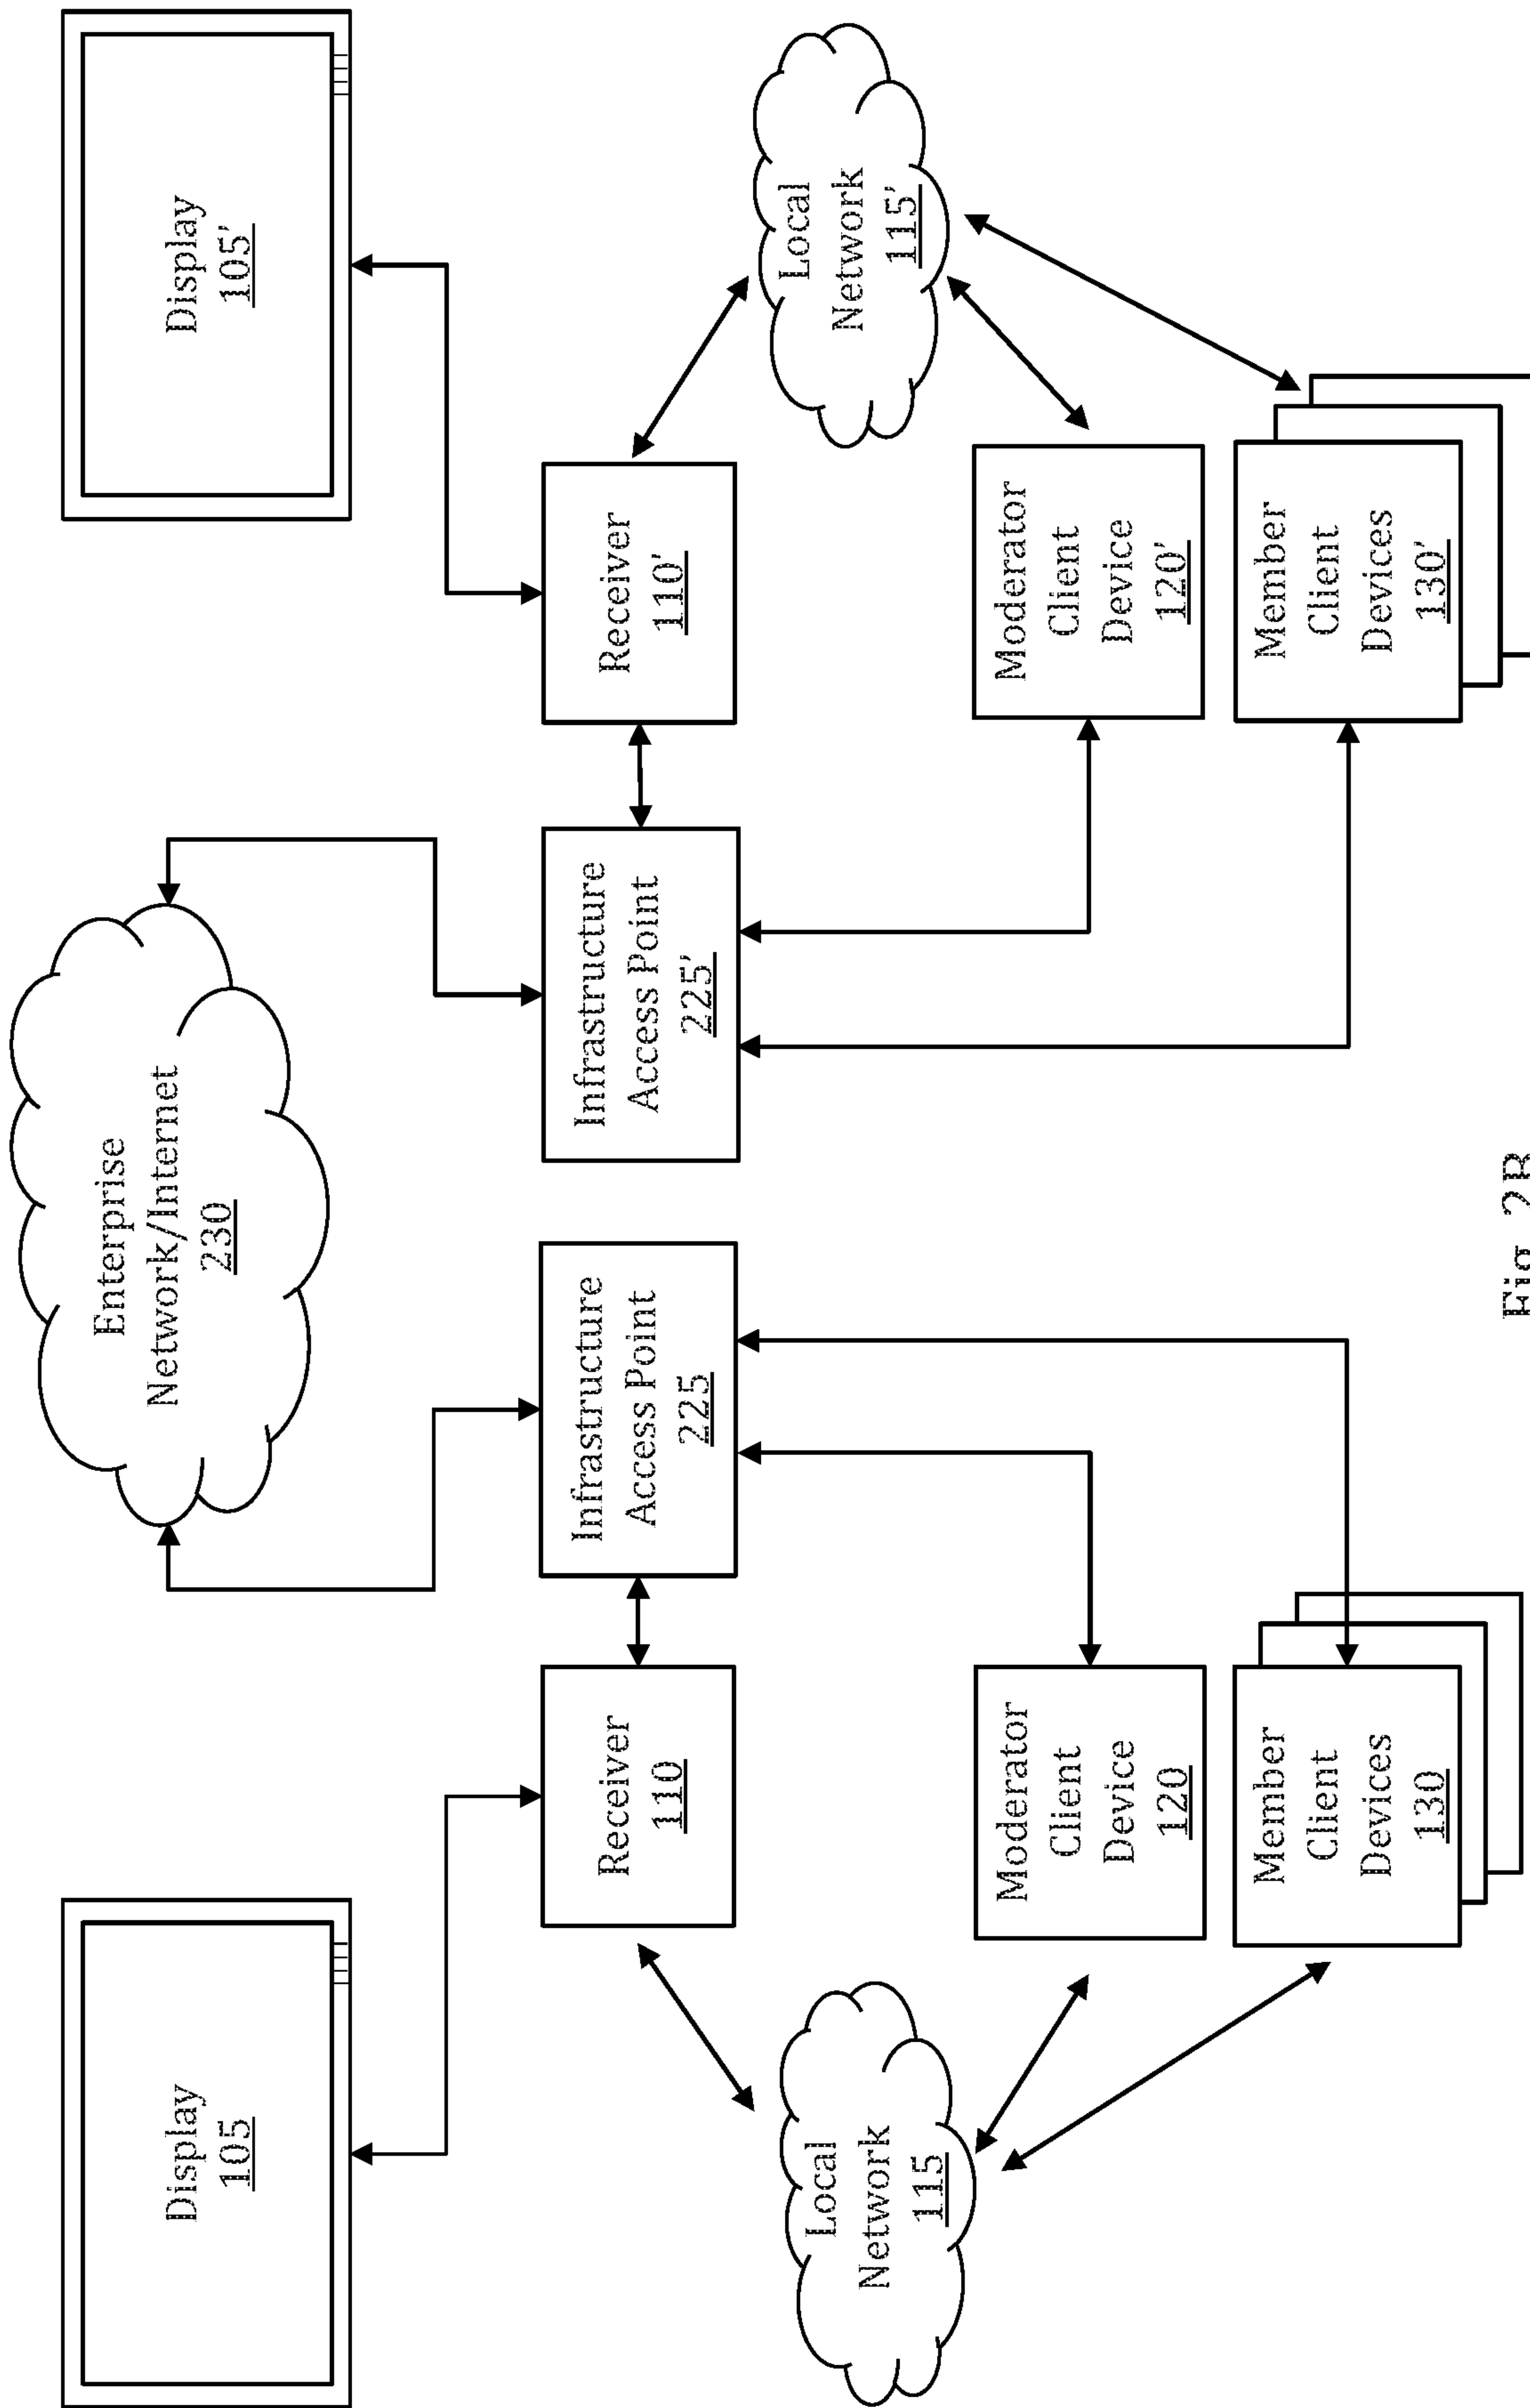 Display
105
Enterprise
Network/Internet
230
Display
105'
Receiver
110
Infrastructure
Access Point
225
Infrastructure
Access Point
225'
Receiver
110'
Local
Network
115
Local
Network
115'
Moderator
Client
Device
120
Moderator
Client
Device
120'
Member
Client
Devices
130
Member
Client
Devices
130'
Fig. 2B